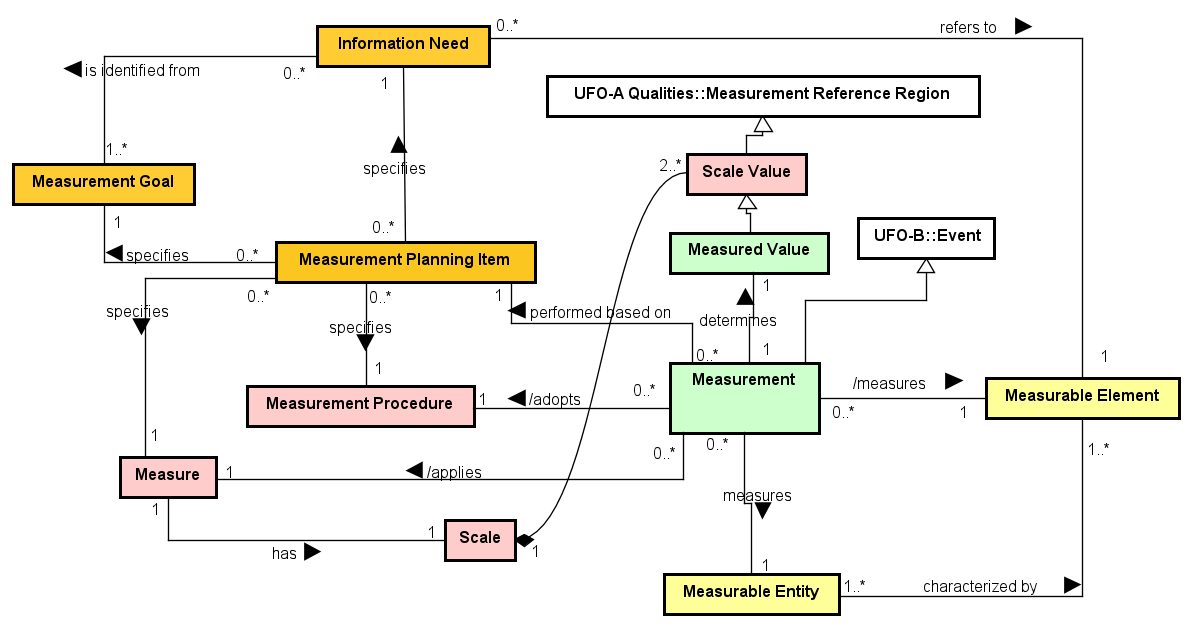 0..*
refers to
Information Need
is identified from
0..*
1
UFO-A Qualities::Measurement Reference Region
1..*
specifies
2..*
Scale Value
Measurement Goal
1
0..*
UFO-B::Event
specifies
0..*
Measurement Planning Item
Measured Value
0..*
0..*
1
1
specifies
specifies
performed based on
determines
0..*
1
1
1
Measurement
/measures
0..*
1
Measurable Element
Measurement Procedure
1
/adopts
0..*
1
0..*
0..*
1..*
Measure
1
/applies
1
measures
has
1
Scale
1
1
Measurable Entity
1..*
characterized by